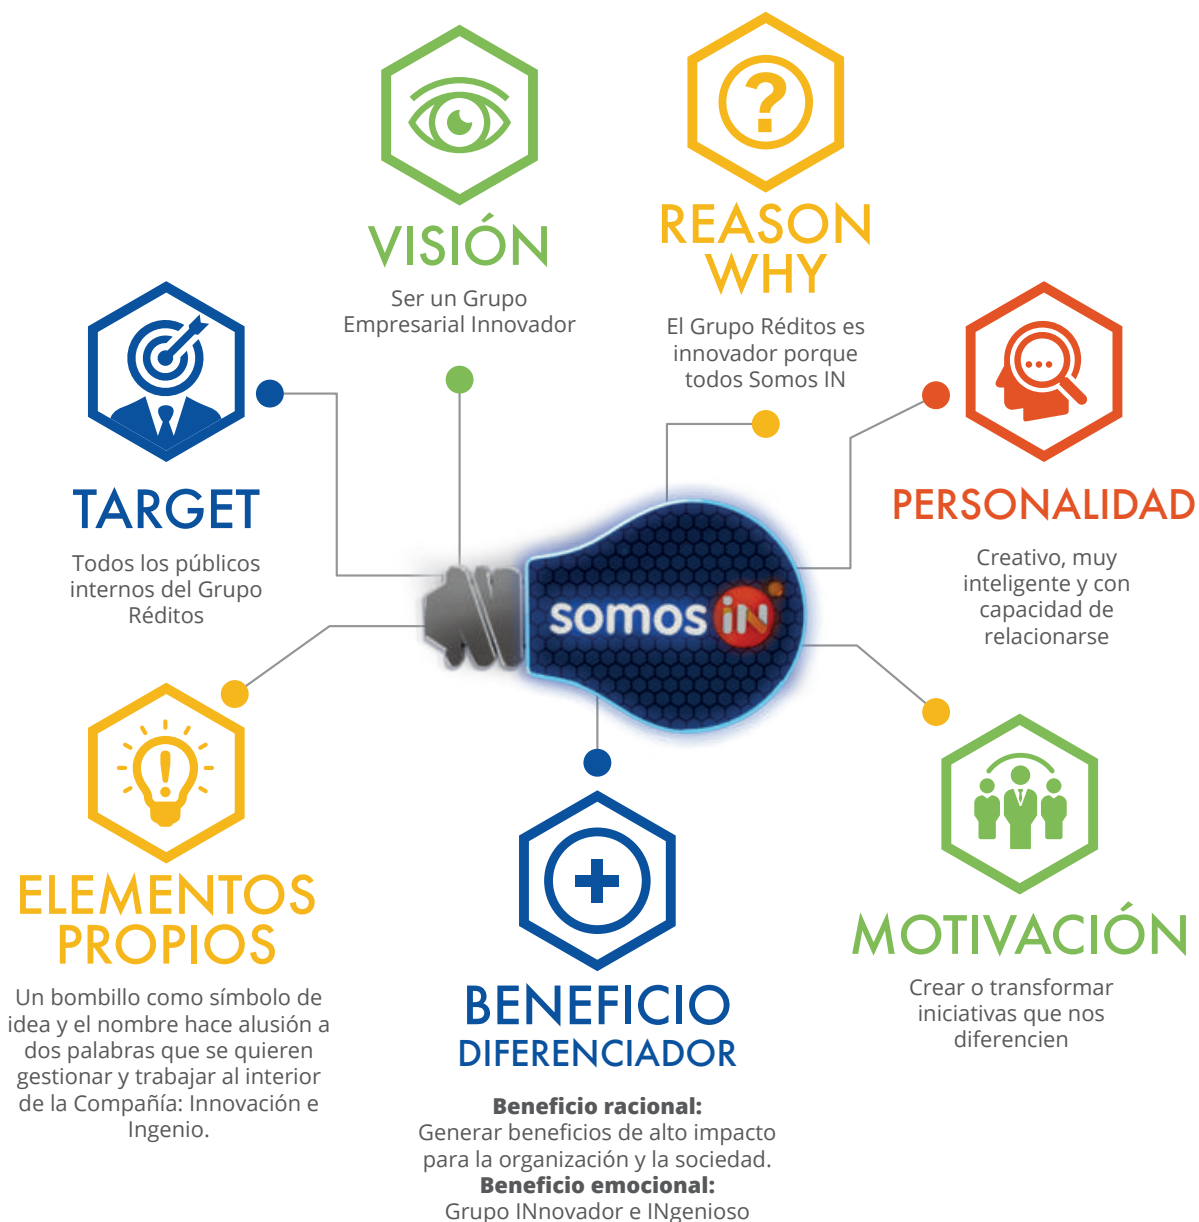 VISIÓN
Ser un Grupo
Empresarial Innovador
?
REASON
WHY
El Grupo Réditos es
innovador porque
todos Somos IN
TARGET
Todos los públicos
internos del Grupo
Réditos
PERSONALIDAD
Creativo, muy
inteligente y con
capacidad de
relacionarse
somos iN
ELEMENTOS
PROPIOS
Un bombillo como símbolo de
idea y el nombre hace alusión a
dos palabras que se quieren
gestionar y trabajar al interior
de la Compañía: Innovación e
Ingenio.
BENEFICIO
DIFERENCIADOR
Beneficio racional:
Generar beneficios de alto impacto
para la organización y la sociedad.
Beneficio emocional:
Grupo INnovador e INgenioso
MOTIVACIÓN
Crear o transformar
iniciativas que nos
diferencien